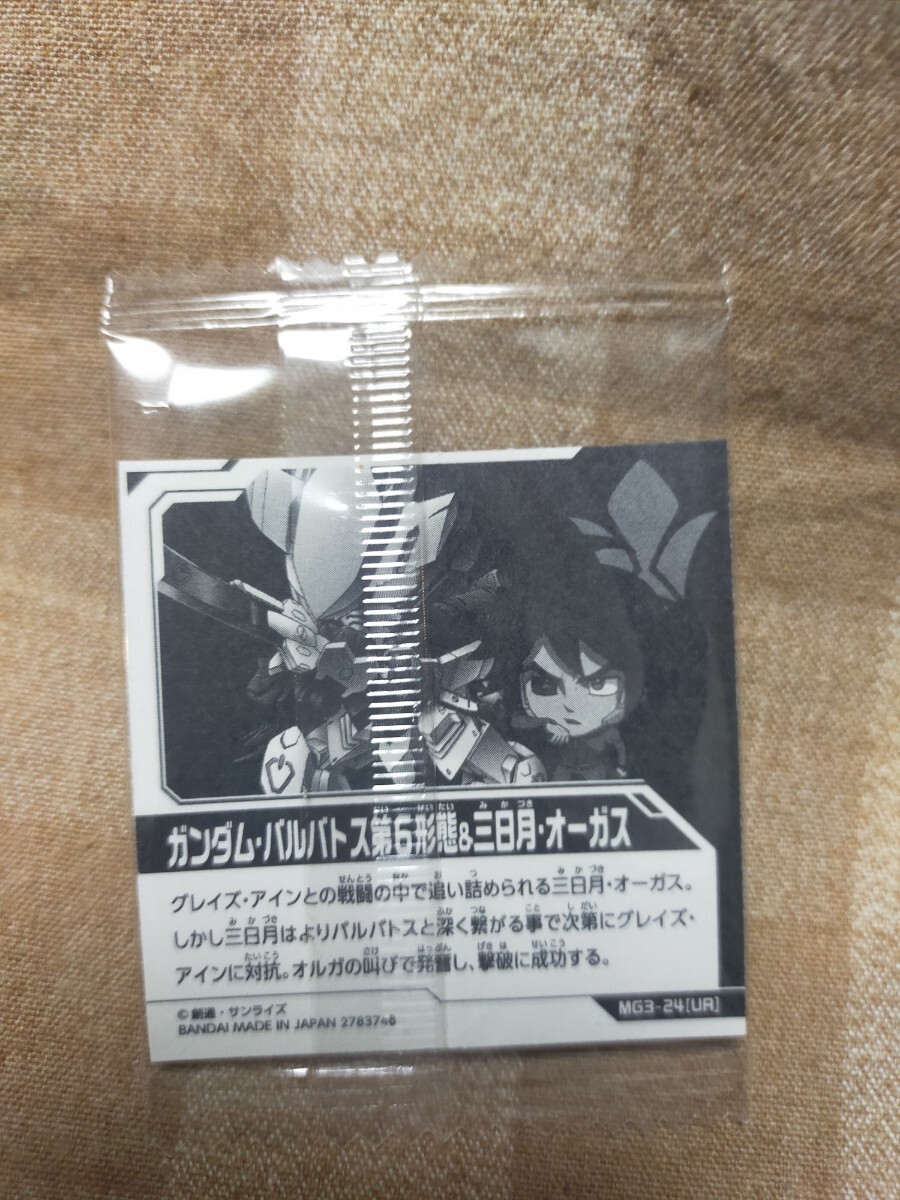 ガンダム・バルバトス第6形態&三日月・オーガス
グレイズ・アインとの戦闘の中で追い詰められる三日月・オーガス。
しかし三日月はよりバルバトスと深く繋がる事で次第にグレイズ・
アインに対抗。オルガの叫びで発奮し、撃破に成功する。
©創通・サンライズ
BANDAI MADE IN JAPAN 2783748
MG3-24[UR]